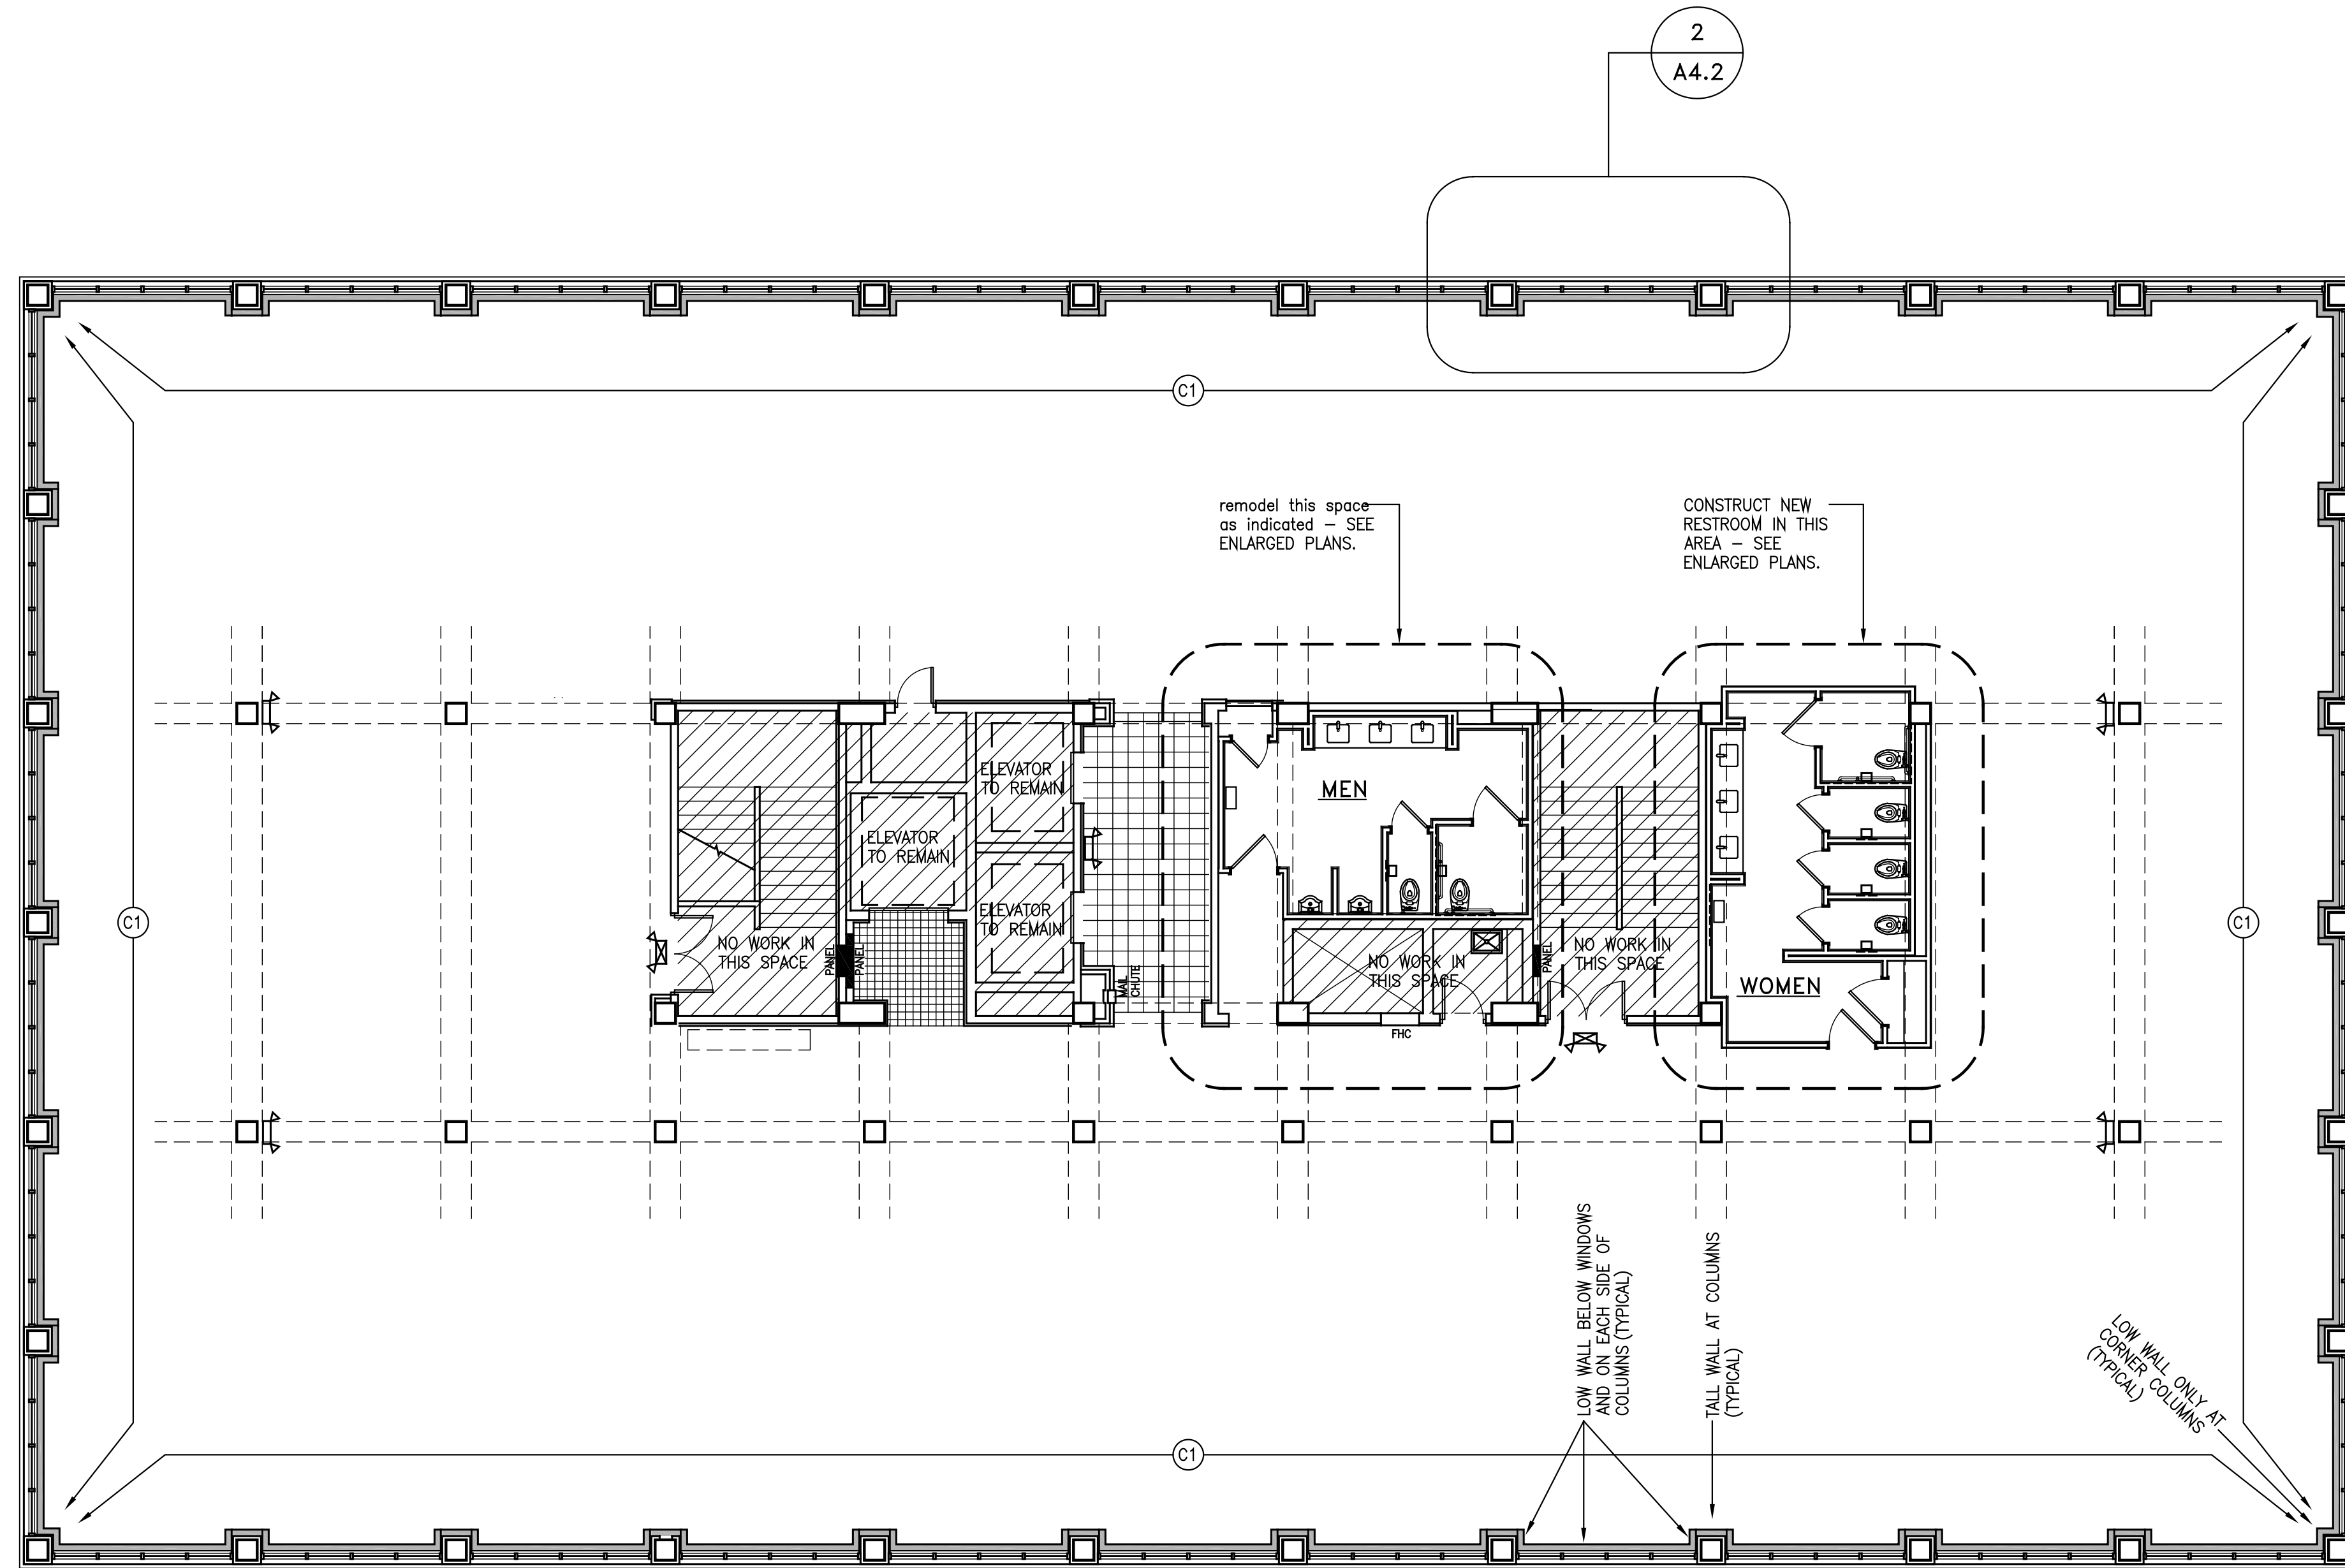 2
A4.2
C1
remodel this space
as indicated – SEE
ENLARGED PLANS.
CONSTRUCT NEW
RESTROOM IN THIS
AREA – SEE
ENLARGED PLANS.
ELEVATOR
TO REMAIN
MEN
ELEVATOR
TO REMAIN
C1
ELEVATOR
TO REMAIN
C1
NO WORK IN
THIS SPACE
PANEL
PANEL
MAIL
CHUTE
NO WORK IN
THIS SPACE
PANEL
NO WORK IN
THIS SPACE
WOMEN
FHC
LOW WALL BELOW WINDOWS
AND ON EACH SIDE OF
COLUMNS (TYPICAL)
TALL WALL AT COLUMNS
(TYPICAL)
LOW WALL ONLY AT
CORNER COLUMNS
(TYPICAL)
C1